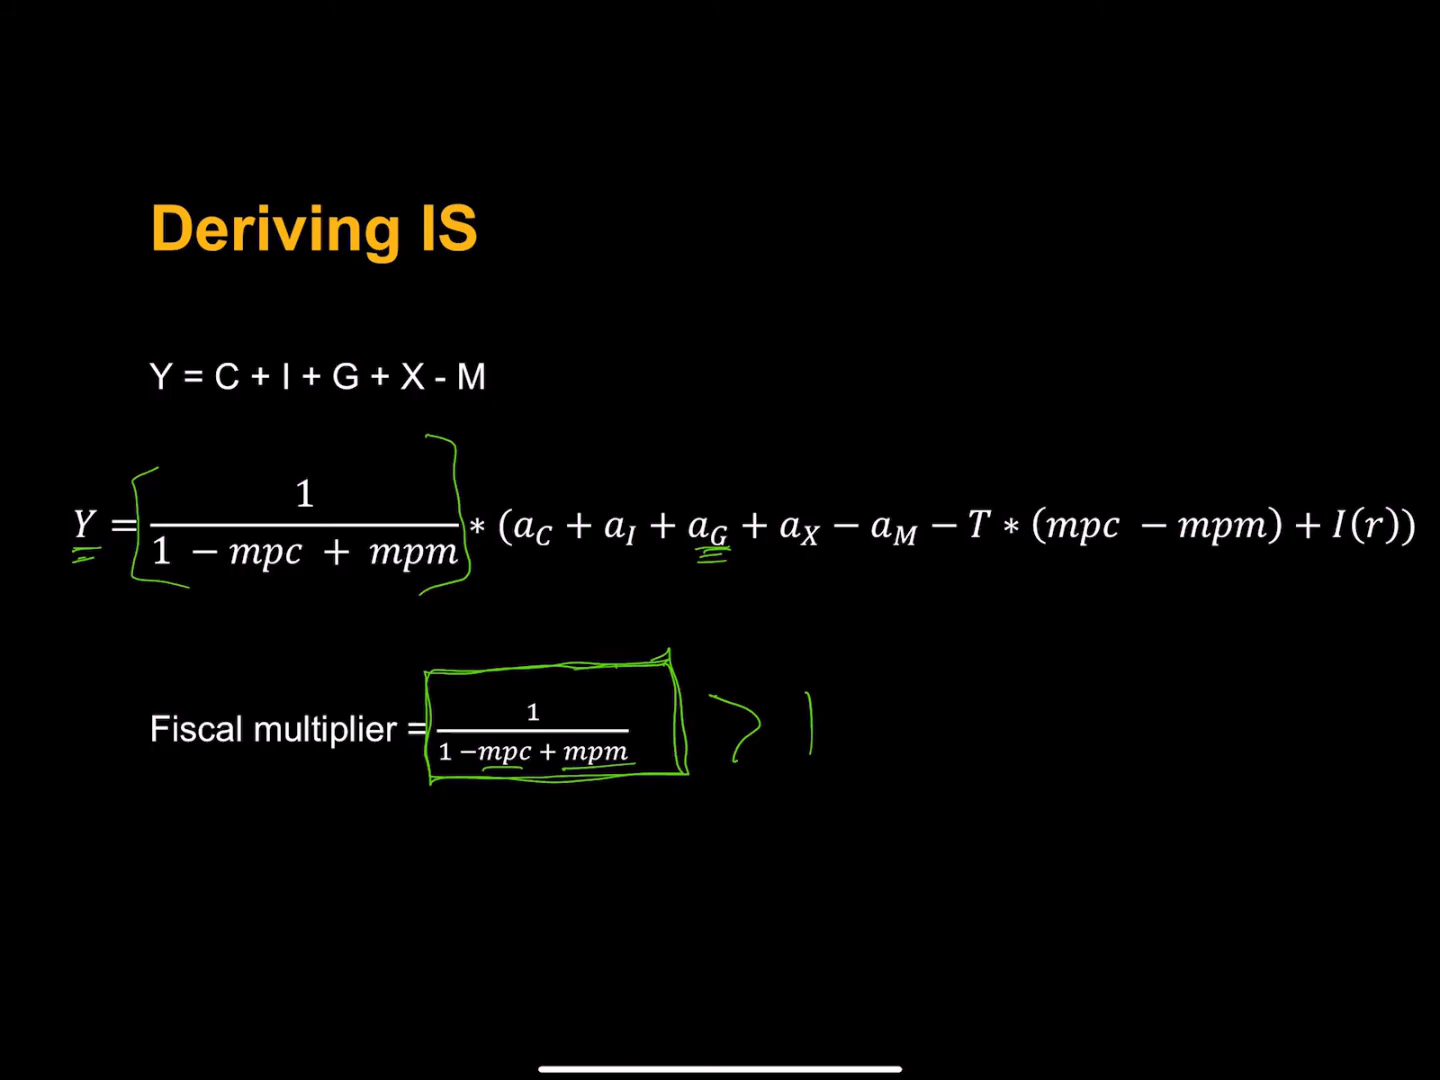 Deriving IS
Y = C + I + G + X - M
Y = 1 / (1 − mpc + mpm) ∗ (a_C + a_I + a_G + a_X − a_M − T ∗ (mpc − mpm) + I(r))
Fiscal multiplier = 1 / (1 − mpc + mpm) > 1